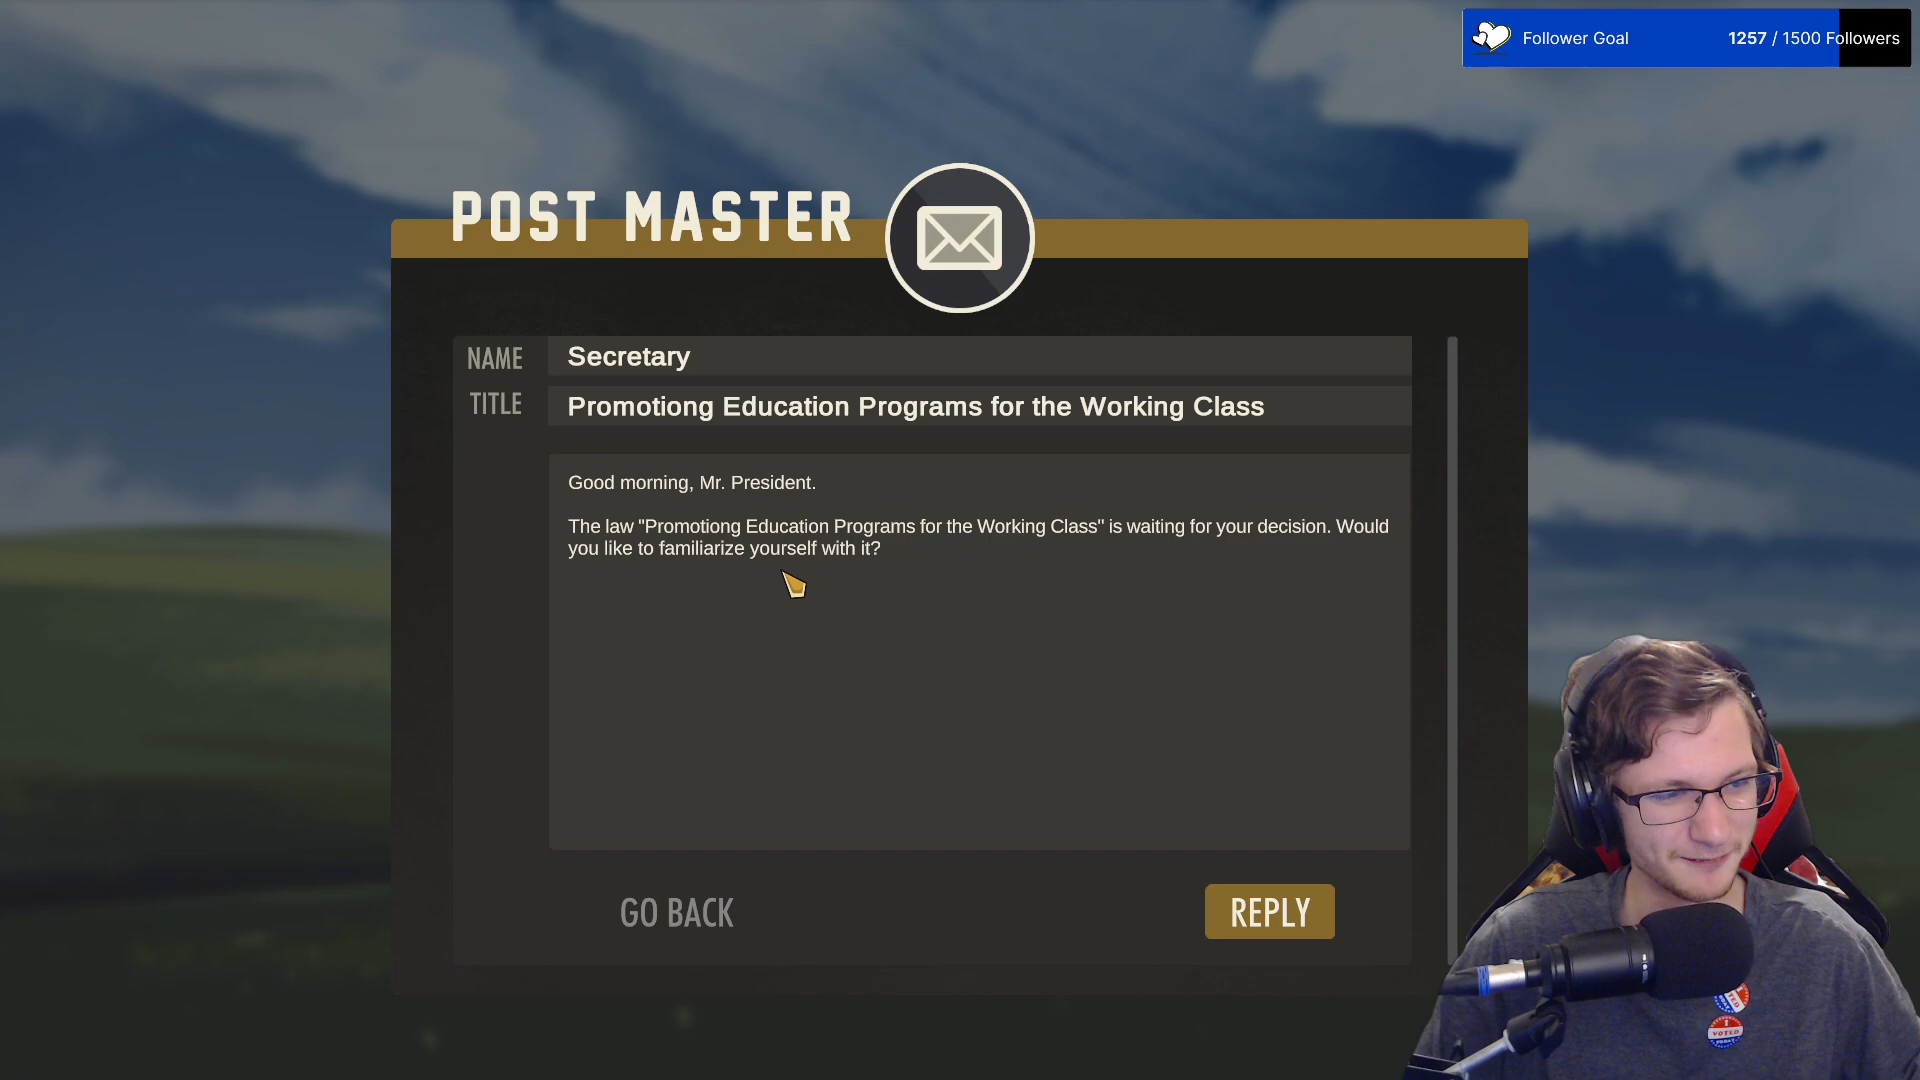 Follower Goal 1257 / 1500 Followers
POST MASTER
NAME Secretary
TITLE Promotiong Education Programs for the Working Class
Good morning, Mr. President.
The law "Promotiong Education Programs for the Working Class" is waiting for your decision. Would
you like to familiarize yourself with it?
GO BACK
REPLY
I VOTED